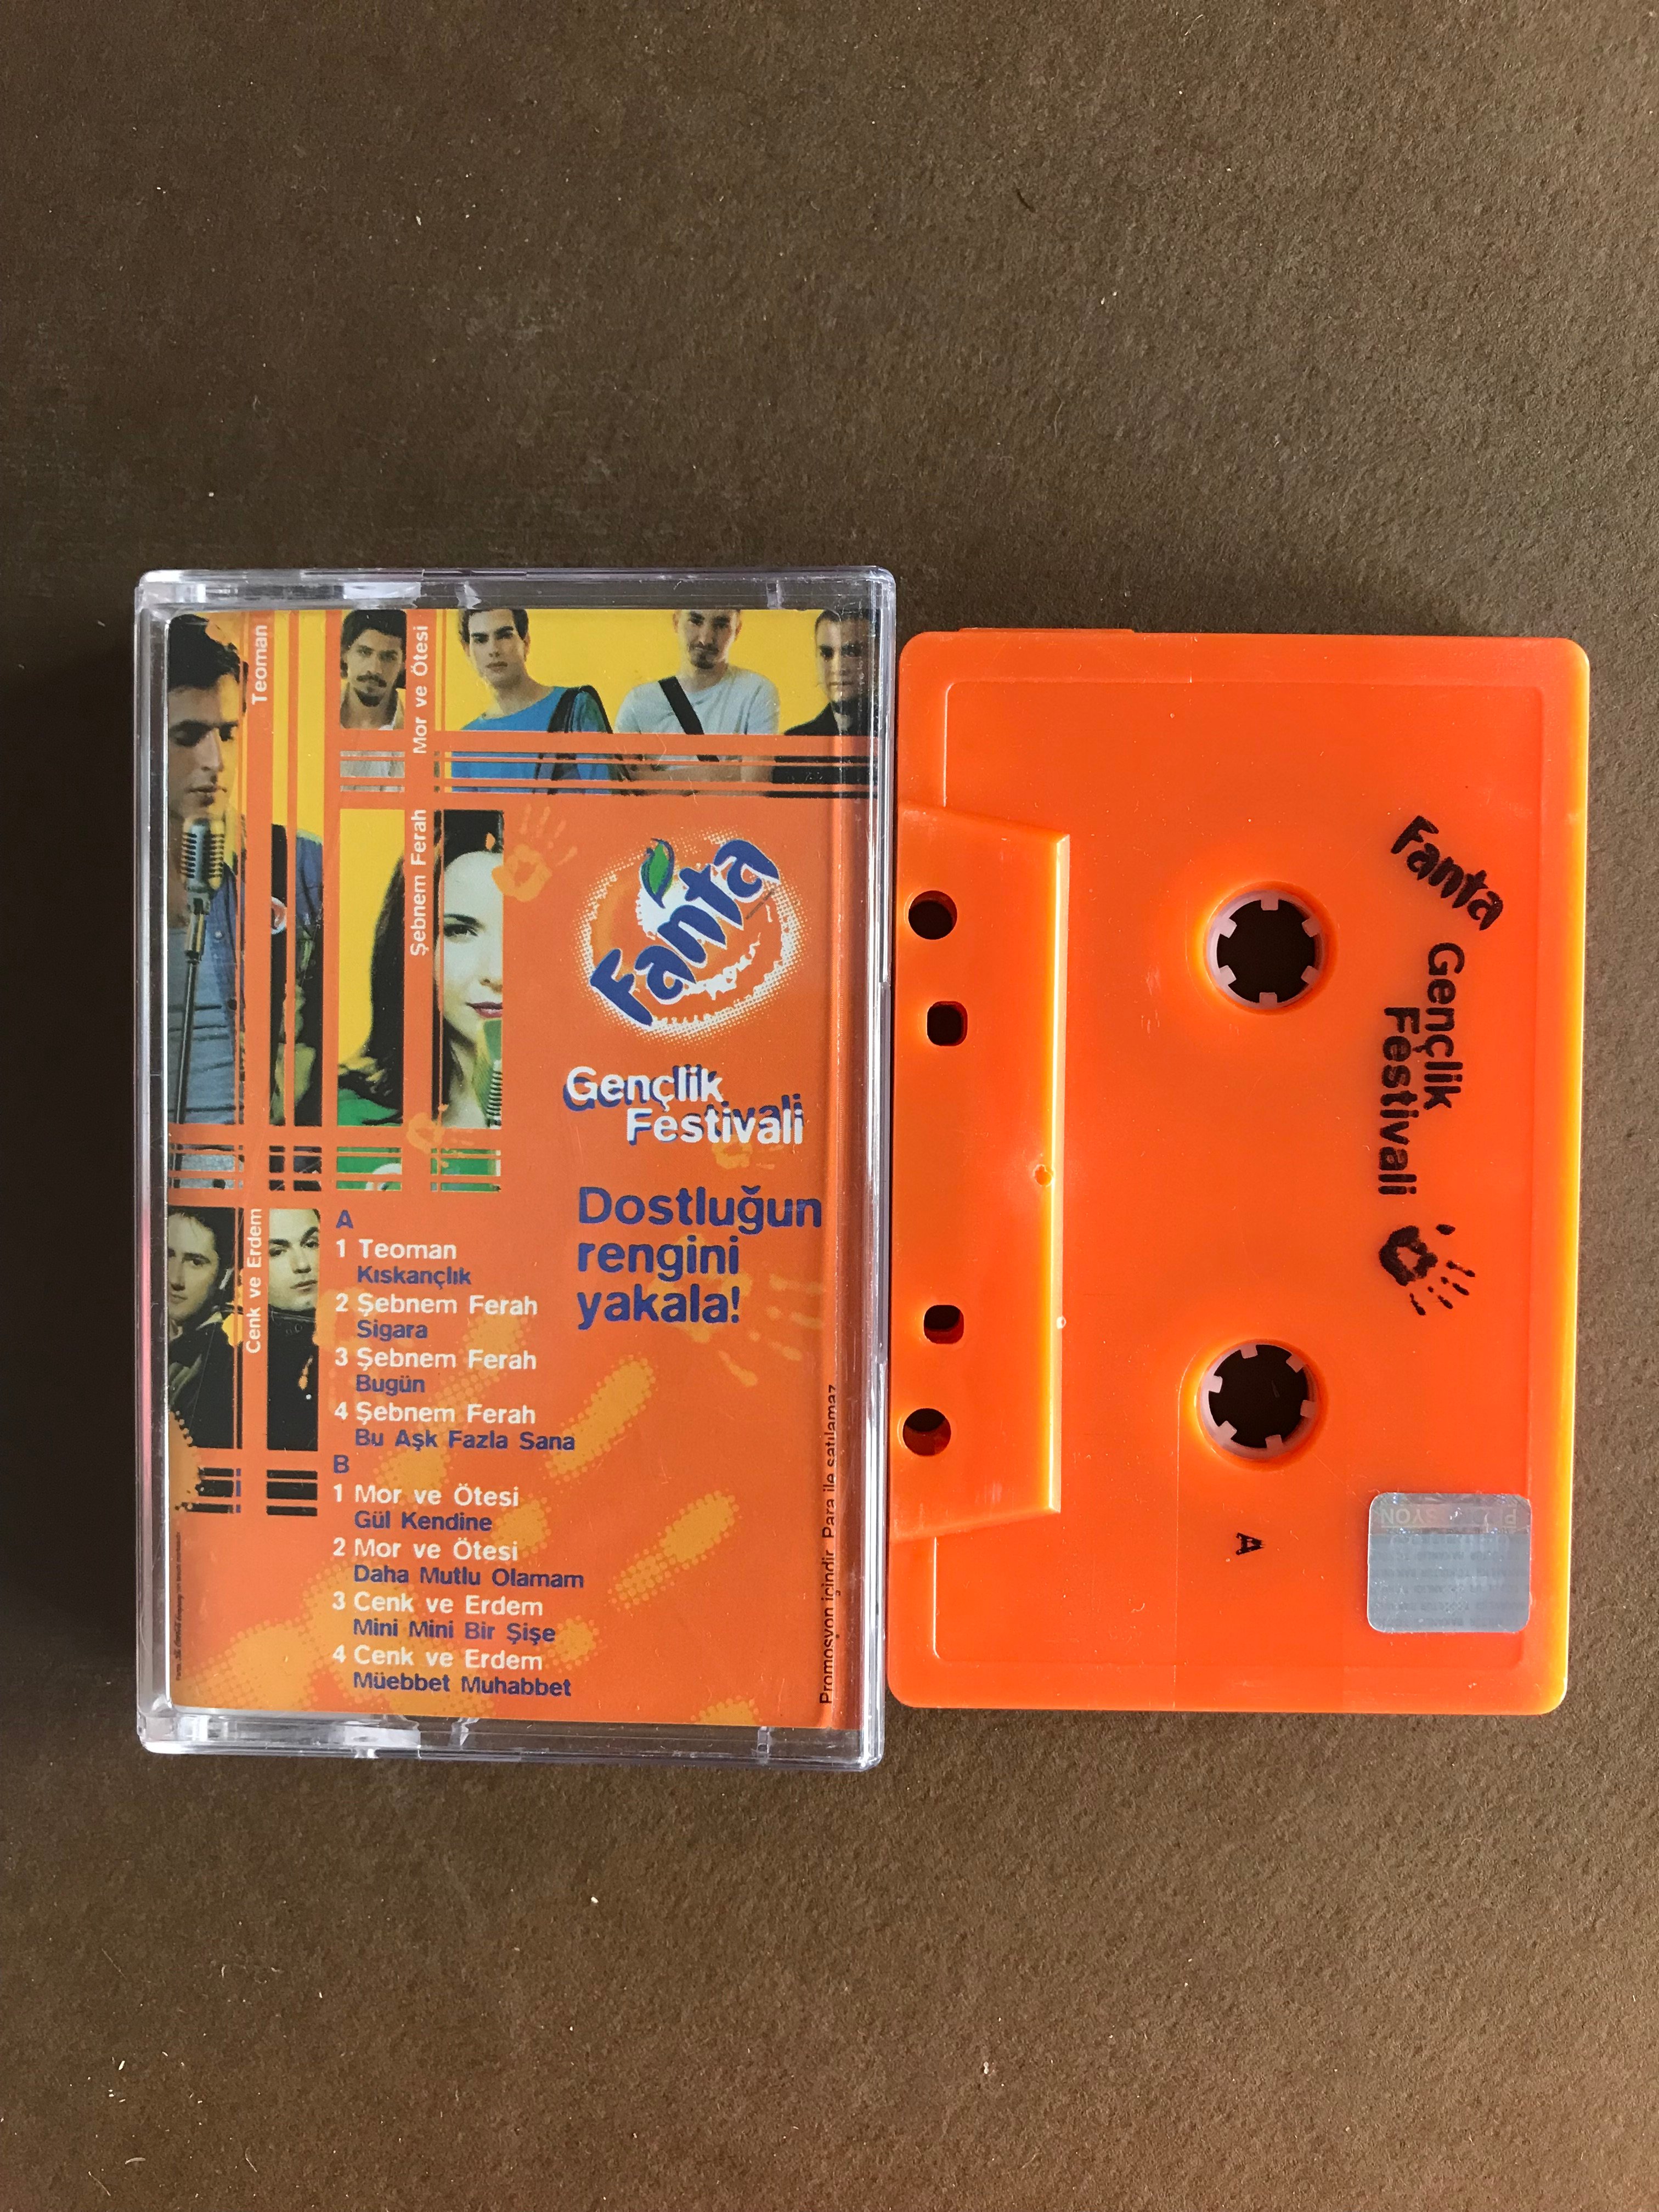 Teoman
Mor ve Ötesi
Şebnem Ferah
Cenk ve Erdem
Fanta
Gençlik
Festivali
Dostluğun
rengini
yakala!
A
1 Teoman
Kıskançlık
2 Şebnem Ferah
Sigara
3 Şebnem Ferah
Bugün
4 Şebnem Ferah
Bu Aşk Fazla Sana
B
1 Mor ve Ötesi
Gül Kendine
2 Mor ve Ötesi
Daha Mutlu Olamam
3 Cenk ve Erdem
Mini Mini Bir Şişe
4 Cenk ve Erdem
Müebbet Muhabbet
Promosyon içindir. Para ile satılamaz
Fanta
Gençlik
Festivali
A